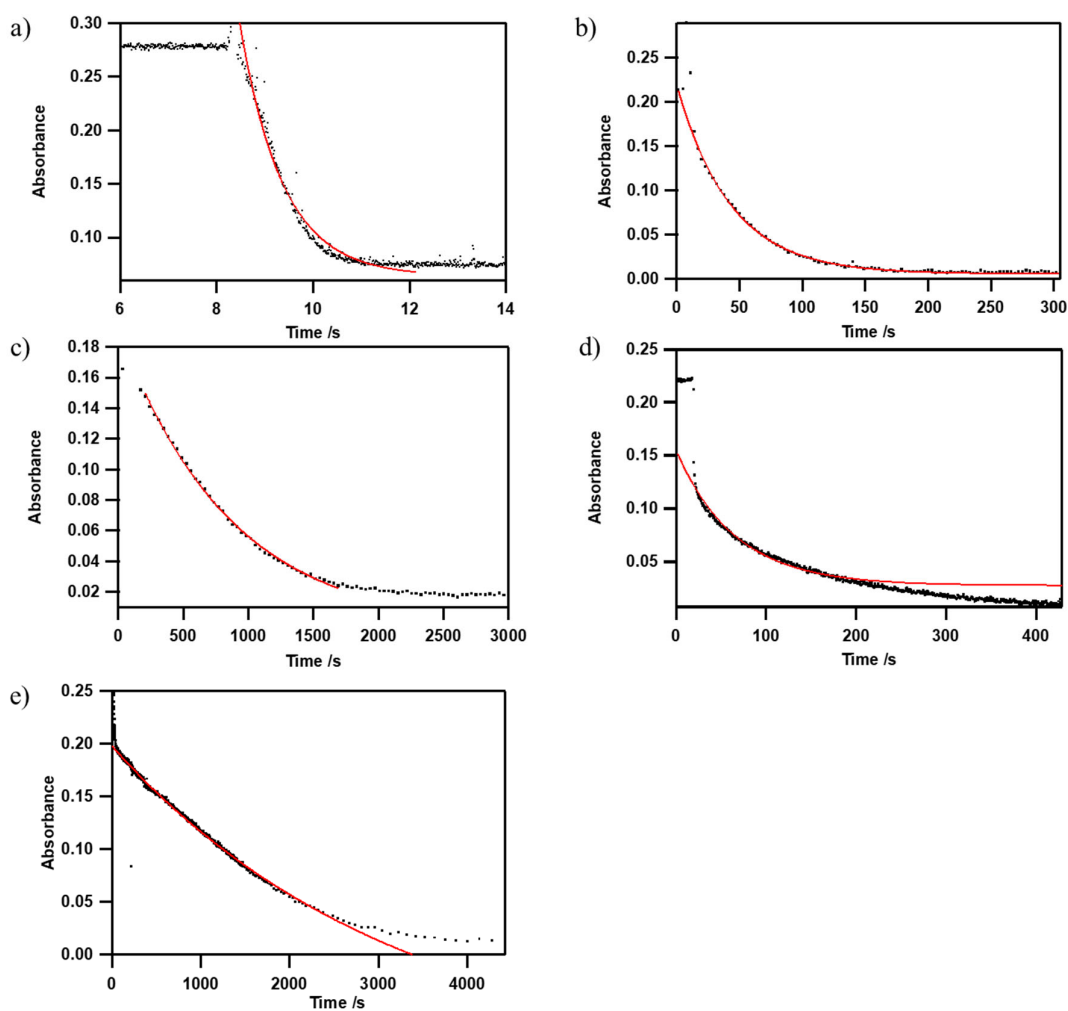 a)
0.30
0.25
0.20
0.15
0.10
Absorbance
6 8 10 12 14
Time /s
b)
0.25
0.20
0.15
0.10
0.05
0.00
Absorbance
0 50 100 150 200 250 300
Time /s
c)
0.18
0.16
0.14
0.12
0.10
0.08
0.06
0.04
0.02
Absorbance
0 500 1000 1500 2000 2500 3000
Time /s
d)
0.25
0.20
0.15
0.10
0.05
Absorbance
0 100 200 300 400
Time /s
e)
0.25
0.20
0.15
0.10
0.05
0.00
Absorbance
0 1000 2000 3000 4000
Time /s